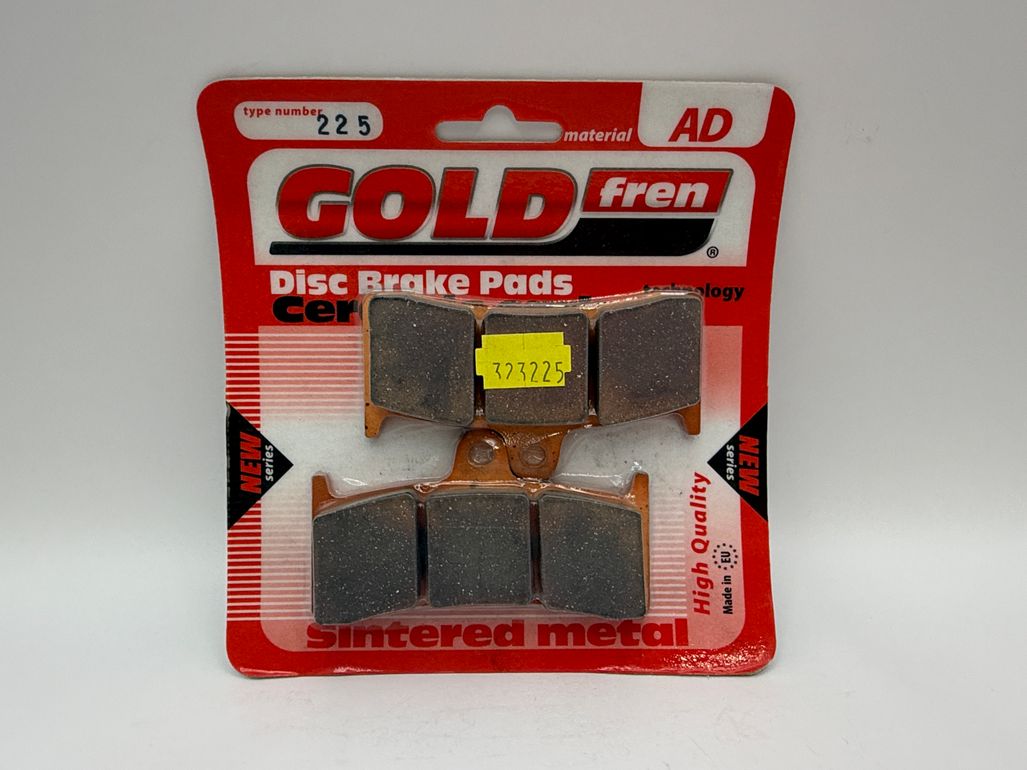 type number 225
material AD
GOLD fren ®
Disc Brake Pads
technology
323225
NEW series
NEW series
High Quality
Made in EU
Sintered metal